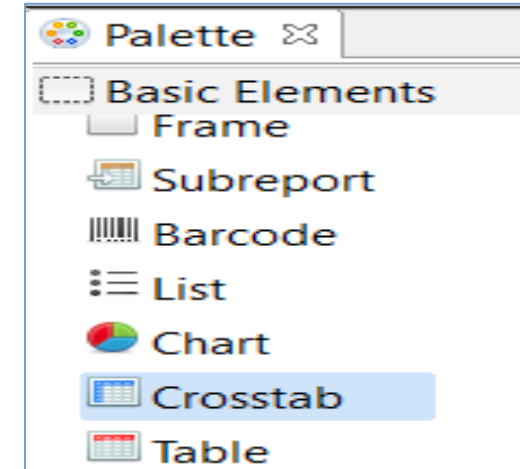 Palette
Basic Elements
Frame
Subreport
Barcode
List
Chart
Crosstab
Table